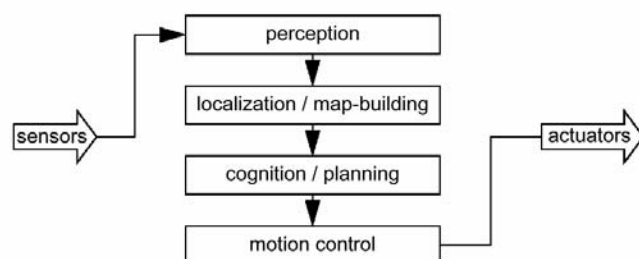 perception
localization / map-building
sensors
actuators
cognition / planning
motion control